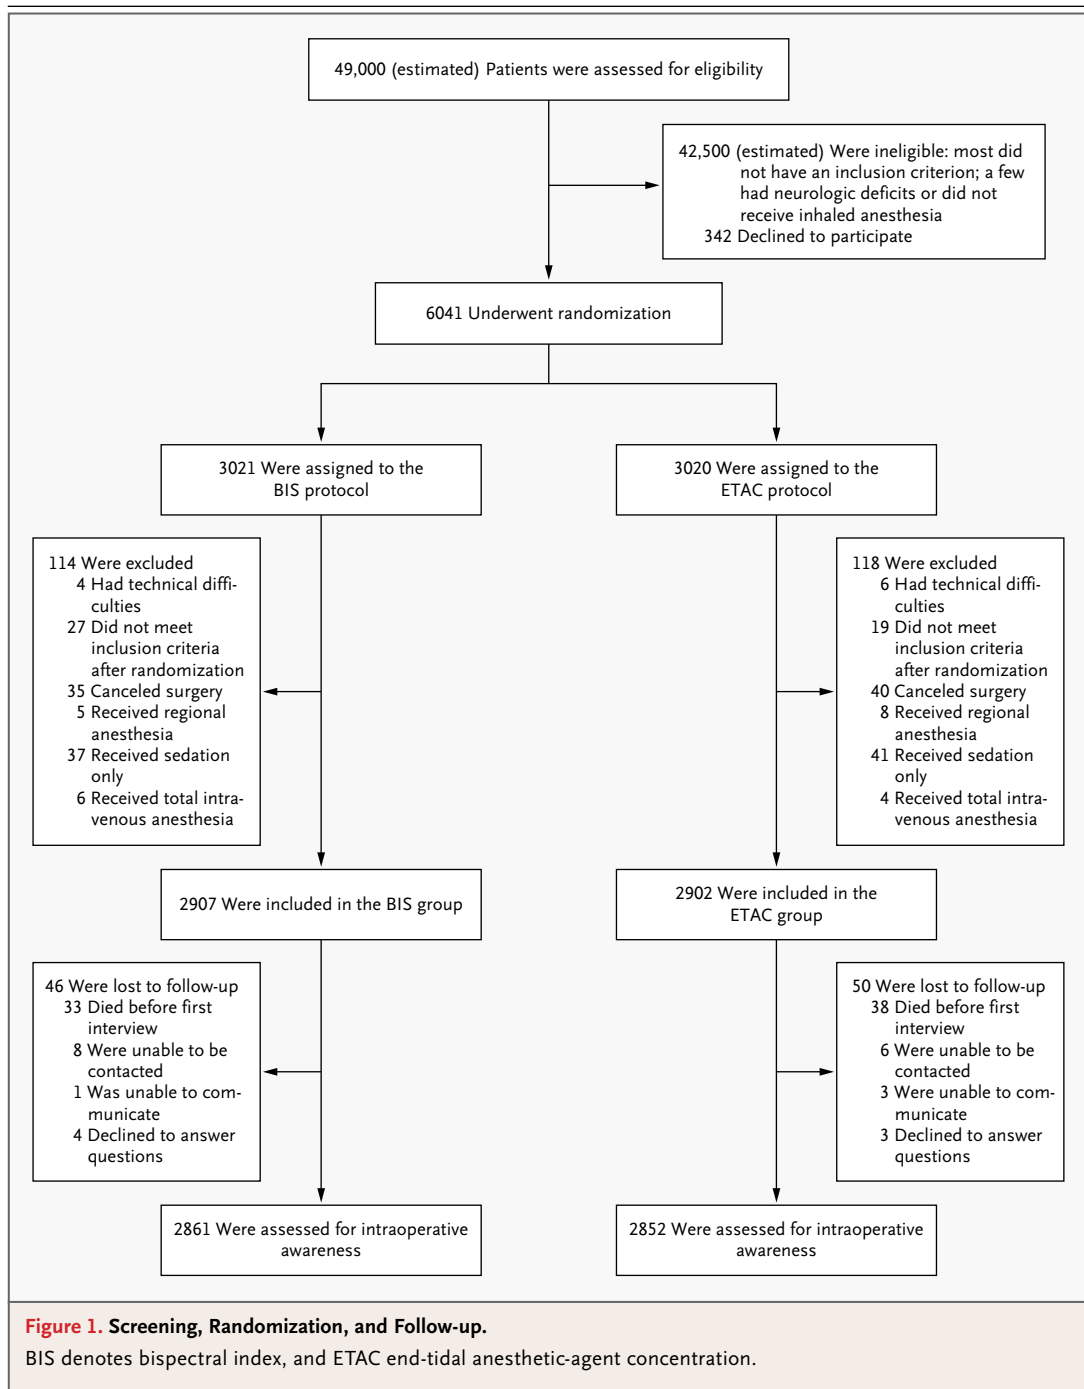 49,000 (estimated) Patients were assessed for eligibility
42,500 (estimated) Were ineligible: most did
not have an inclusion criterion; a few
had neurologic deficits or did not
receive inhaled anesthesia
342 Declined to participate
6041 Underwent randomization
3021 Were assigned to the
BIS protocol
3020 Were assigned to the
ETAC protocol
114 Were excluded
4 Had technical diffi-
culties
27 Did not meet
inclusion criteria
after randomization
35 Canceled surgery
5 Received regional
anesthesia
37 Received sedation
only
6 Received total intra-
venous anesthesia
118 Were excluded
6 Had technical diffi-
culties
19 Did not meet
inclusion criteria
after randomization
40 Canceled surgery
8 Received regional
anesthesia
41 Received sedation
only
4 Received total intra-
venous anesthesia
2907 Were included in the BIS group
2902 Were included in the
ETAC group
46 Were lost to follow-up
33 Died before first
interview
8 Were unable to be
contacted
1 Was unable to com-
municate
4 Declined to answer
questions
50 Were lost to follow-up
38 Died before first
interview
6 Were unable to be
contacted
3 Were unable to com-
municate
3 Declined to answer
questions
2861 Were assessed for intraoperative
awareness
2852 Were assessed for intraoperative
awareness
Figure 1. Screening, Randomization, and Follow-up.
BIS denotes bispectral index, and ETAC end-tidal anesthetic-agent concentration.